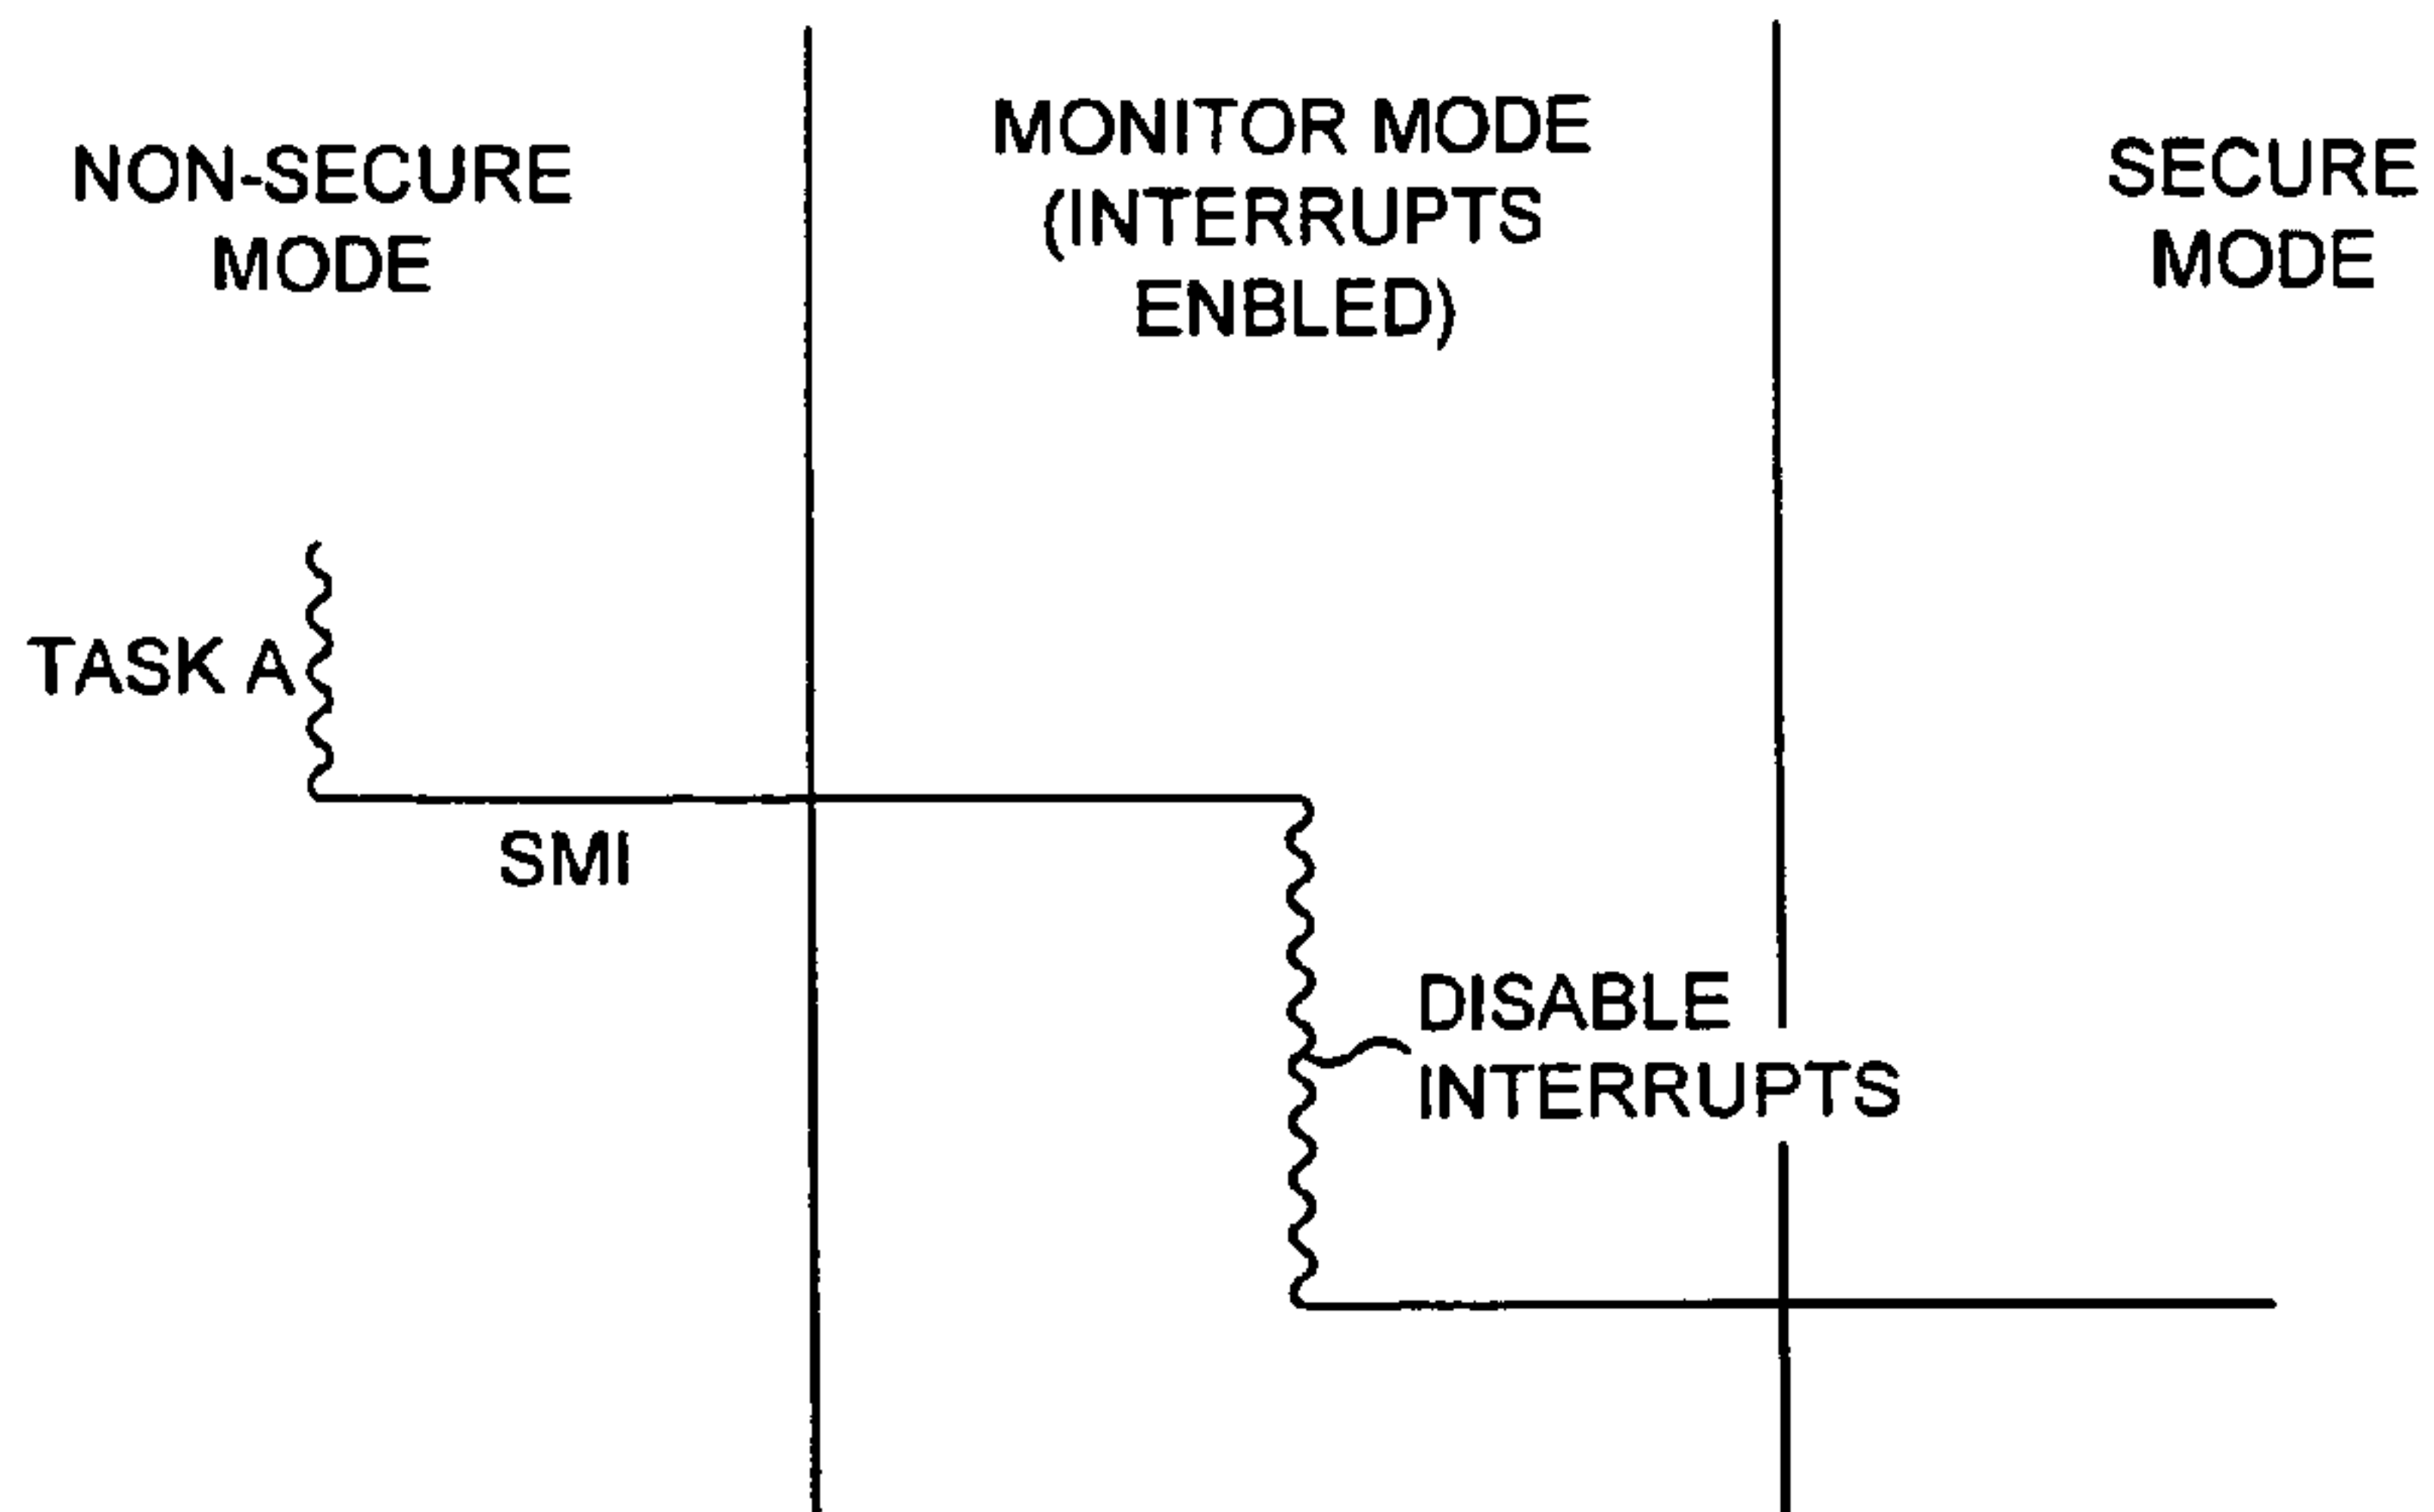 NON-SECURE
MODE
MONITOR MODE
(INTERRUPTS
ENBLED)
SECURE
MODE
TASK A
SMI
DISABLE
INTERRUPTS